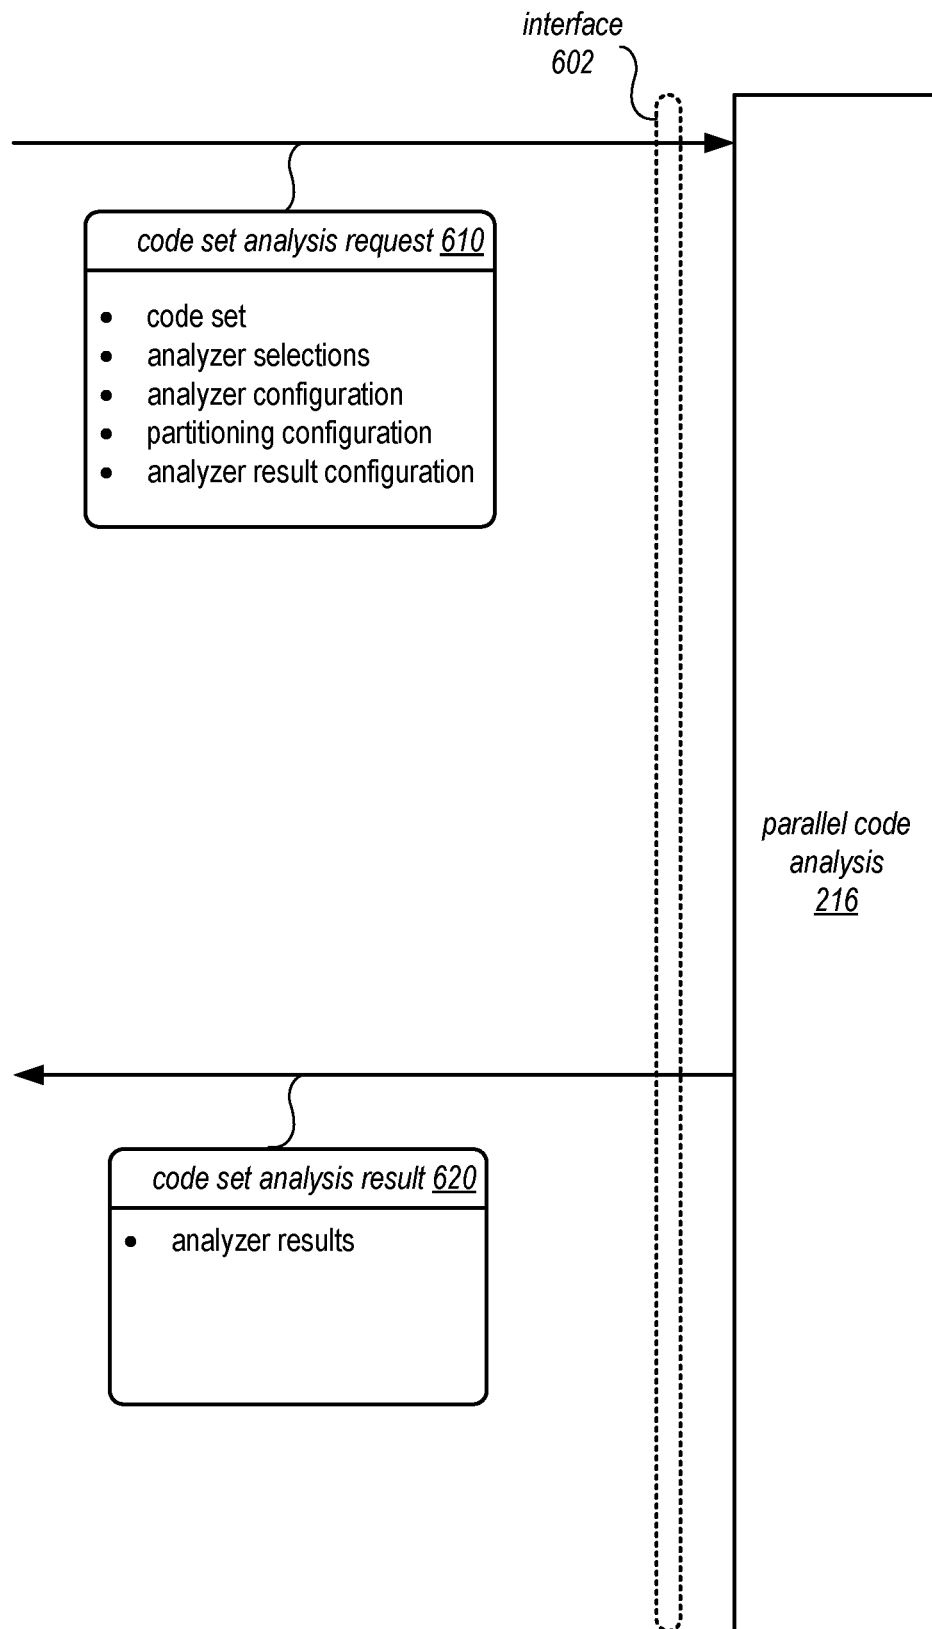 interface
602
code set analysis request 610
• code set
• analyzer selections
• analyzer configuration
• partitioning configuration
• analyzer result configuration
parallel code
analysis
216
code set analysis result 620
• analyzer results